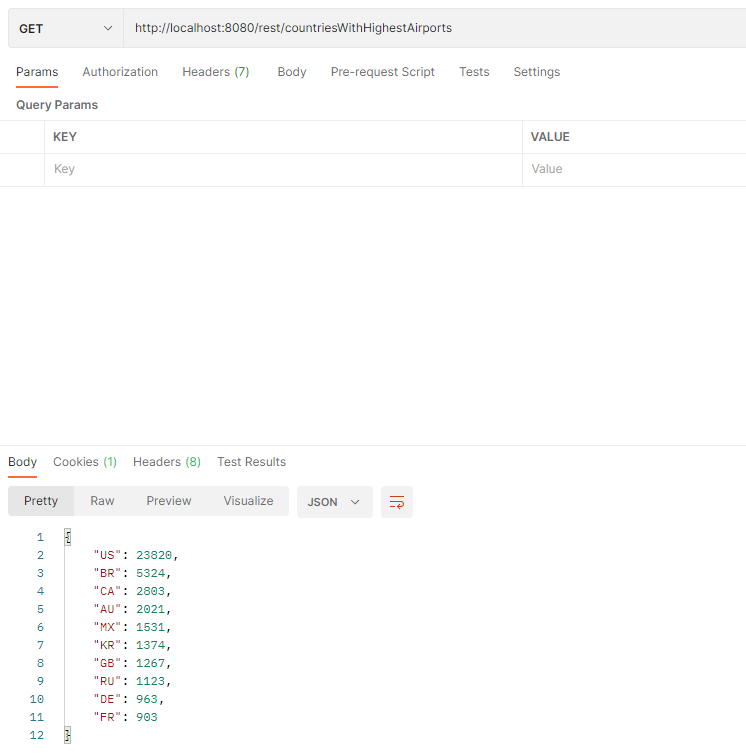 GET http://localhost:8080/rest/countriesWithHighestAirports
Params Authorization Headers (7) Body Pre-request Script Tests Settings
Query Params
KEY VALUE
Key Value
Body Cookies (1) Headers (8) Test Results
Pretty Raw Preview Visualize JSON
1 {
2 "US": 23820,
3 "BR": 5324,
4 "CA": 2803,
5 "AU": 2021,
6 "MX": 1531,
7 "KR": 1374,
8 "GB": 1267,
9 "RU": 1123,
10 "DE": 963,
11 "FR": 903
12 }